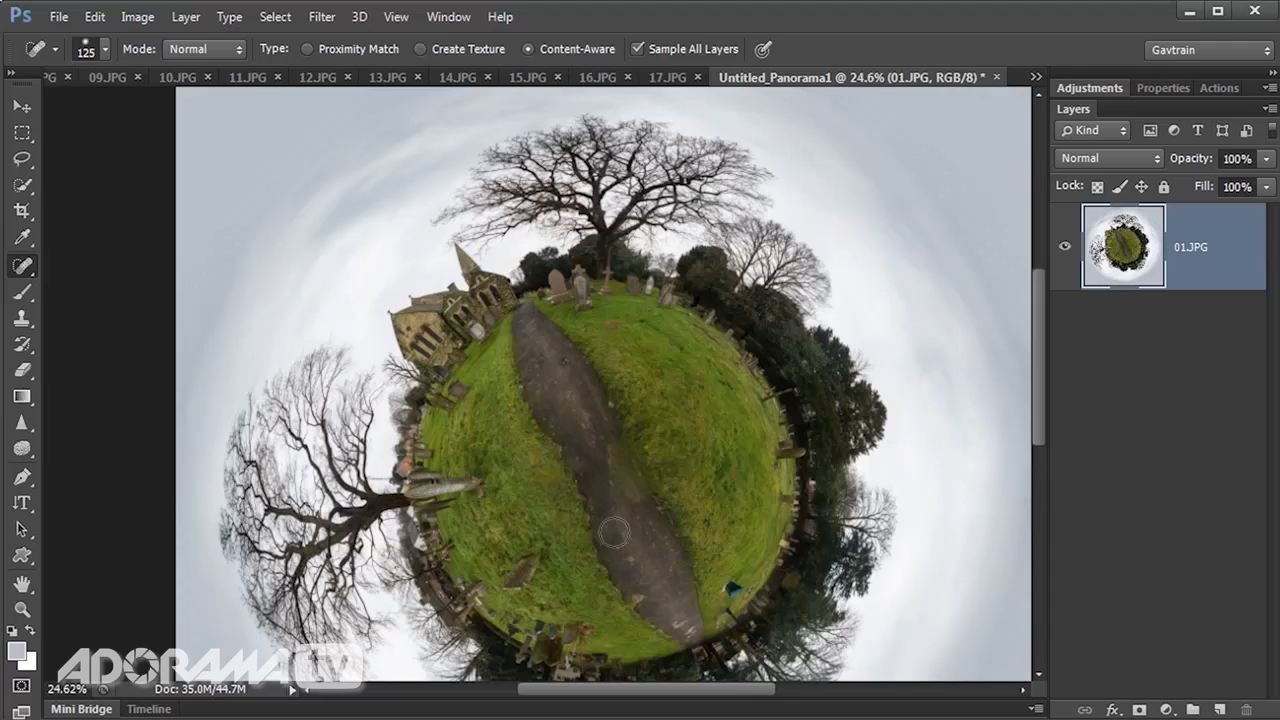 Ps File Edit Image Layer Type Select Filter 3D View Window Help
125 Mode: Normal Type: Proximity Match Create Texture Content-Aware Sample All Layers Gavtrain
PG × 09.JPG × 10.JPG × 11.JPG × 12.JPG × 13.JPG × 14.JPG × 15.JPG × 16.JPG × 17.JPG × Untitled_Panorama1 @ 24.6% (01.JPG, RGB/8) * ×
Adjustments Properties Actions
Layers
Kind
Normal Opacity: 100%
Lock: Fill: 100%
01.JPG
ADORAMA TV
24.62% Doc: 35.0M/44.7M
Mini Bridge Timeline